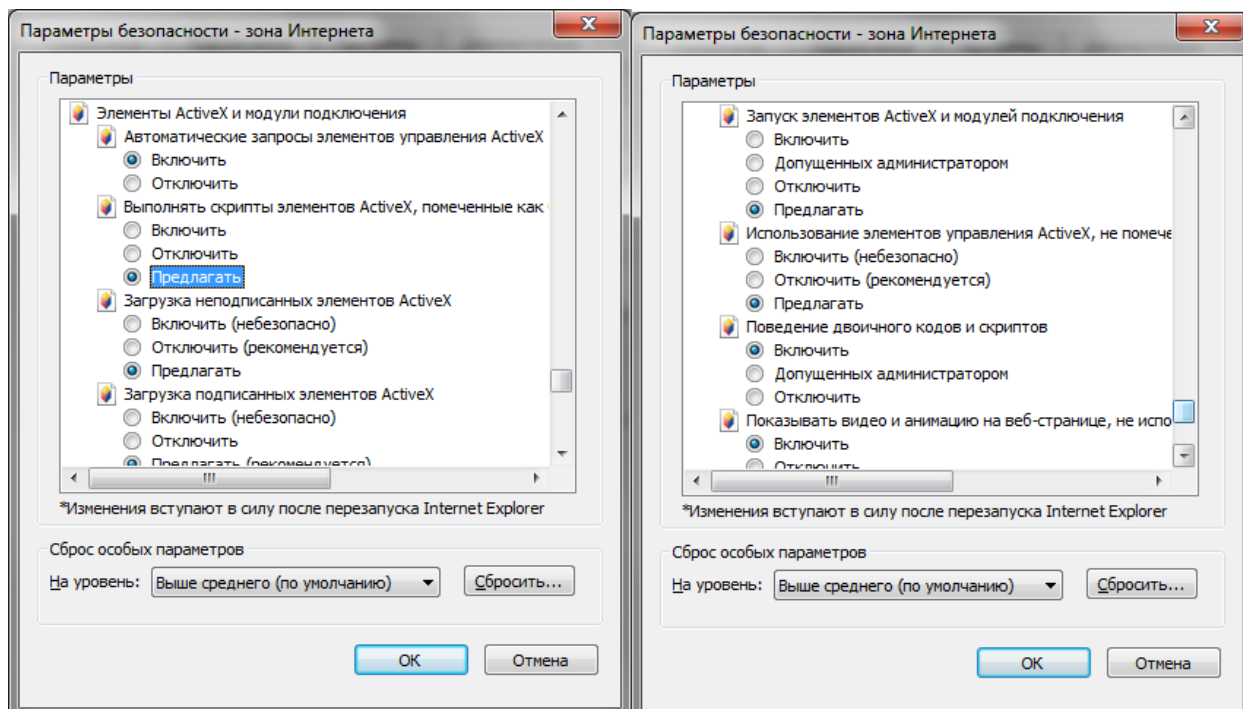 Параметры безопасности - зона Интернета
Параметры
Элементы ActiveX и модули подключения
Автоматические запросы элементов управления ActiveX
Включить
Отключить
Выполнять скрипты элементов ActiveX, помеченные как
Включить
Отключить
Предлагать
Загрузка неподписанных элементов ActiveX
Включить (небезопасно)
Отключить (рекомендуется)
Предлагать
Загрузка подписанных элементов ActiveX
Включить (небезопасно)
Отключить
Предлагать (рекомендуется)
*Изменения вступают в силу после перезапуска Internet Explorer
Сброс особых параметров
На уровень: Выше среднего (по умолчанию) Сбросить...
ОК Отмена
Параметры безопасности - зона Интернета
Параметры
Запуск элементов ActiveX и модулей подключения
Включить
Допущенных администратором
Отключить
Предлагать
Использование элементов управления ActiveX, не помече
Включить (небезопасно)
Отключить (рекомендуется)
Предлагать
Поведение двоичного кодов и скриптов
Включить
Допущенных администратором
Отключить
Показывать видео и анимацию на веб-странице, не испо
Включить
Отключить
*Изменения вступают в силу после перезапуска Internet Explorer
Сброс особых параметров
На уровень: Выше среднего (по умолчанию) Сбросить...
ОК Отмена